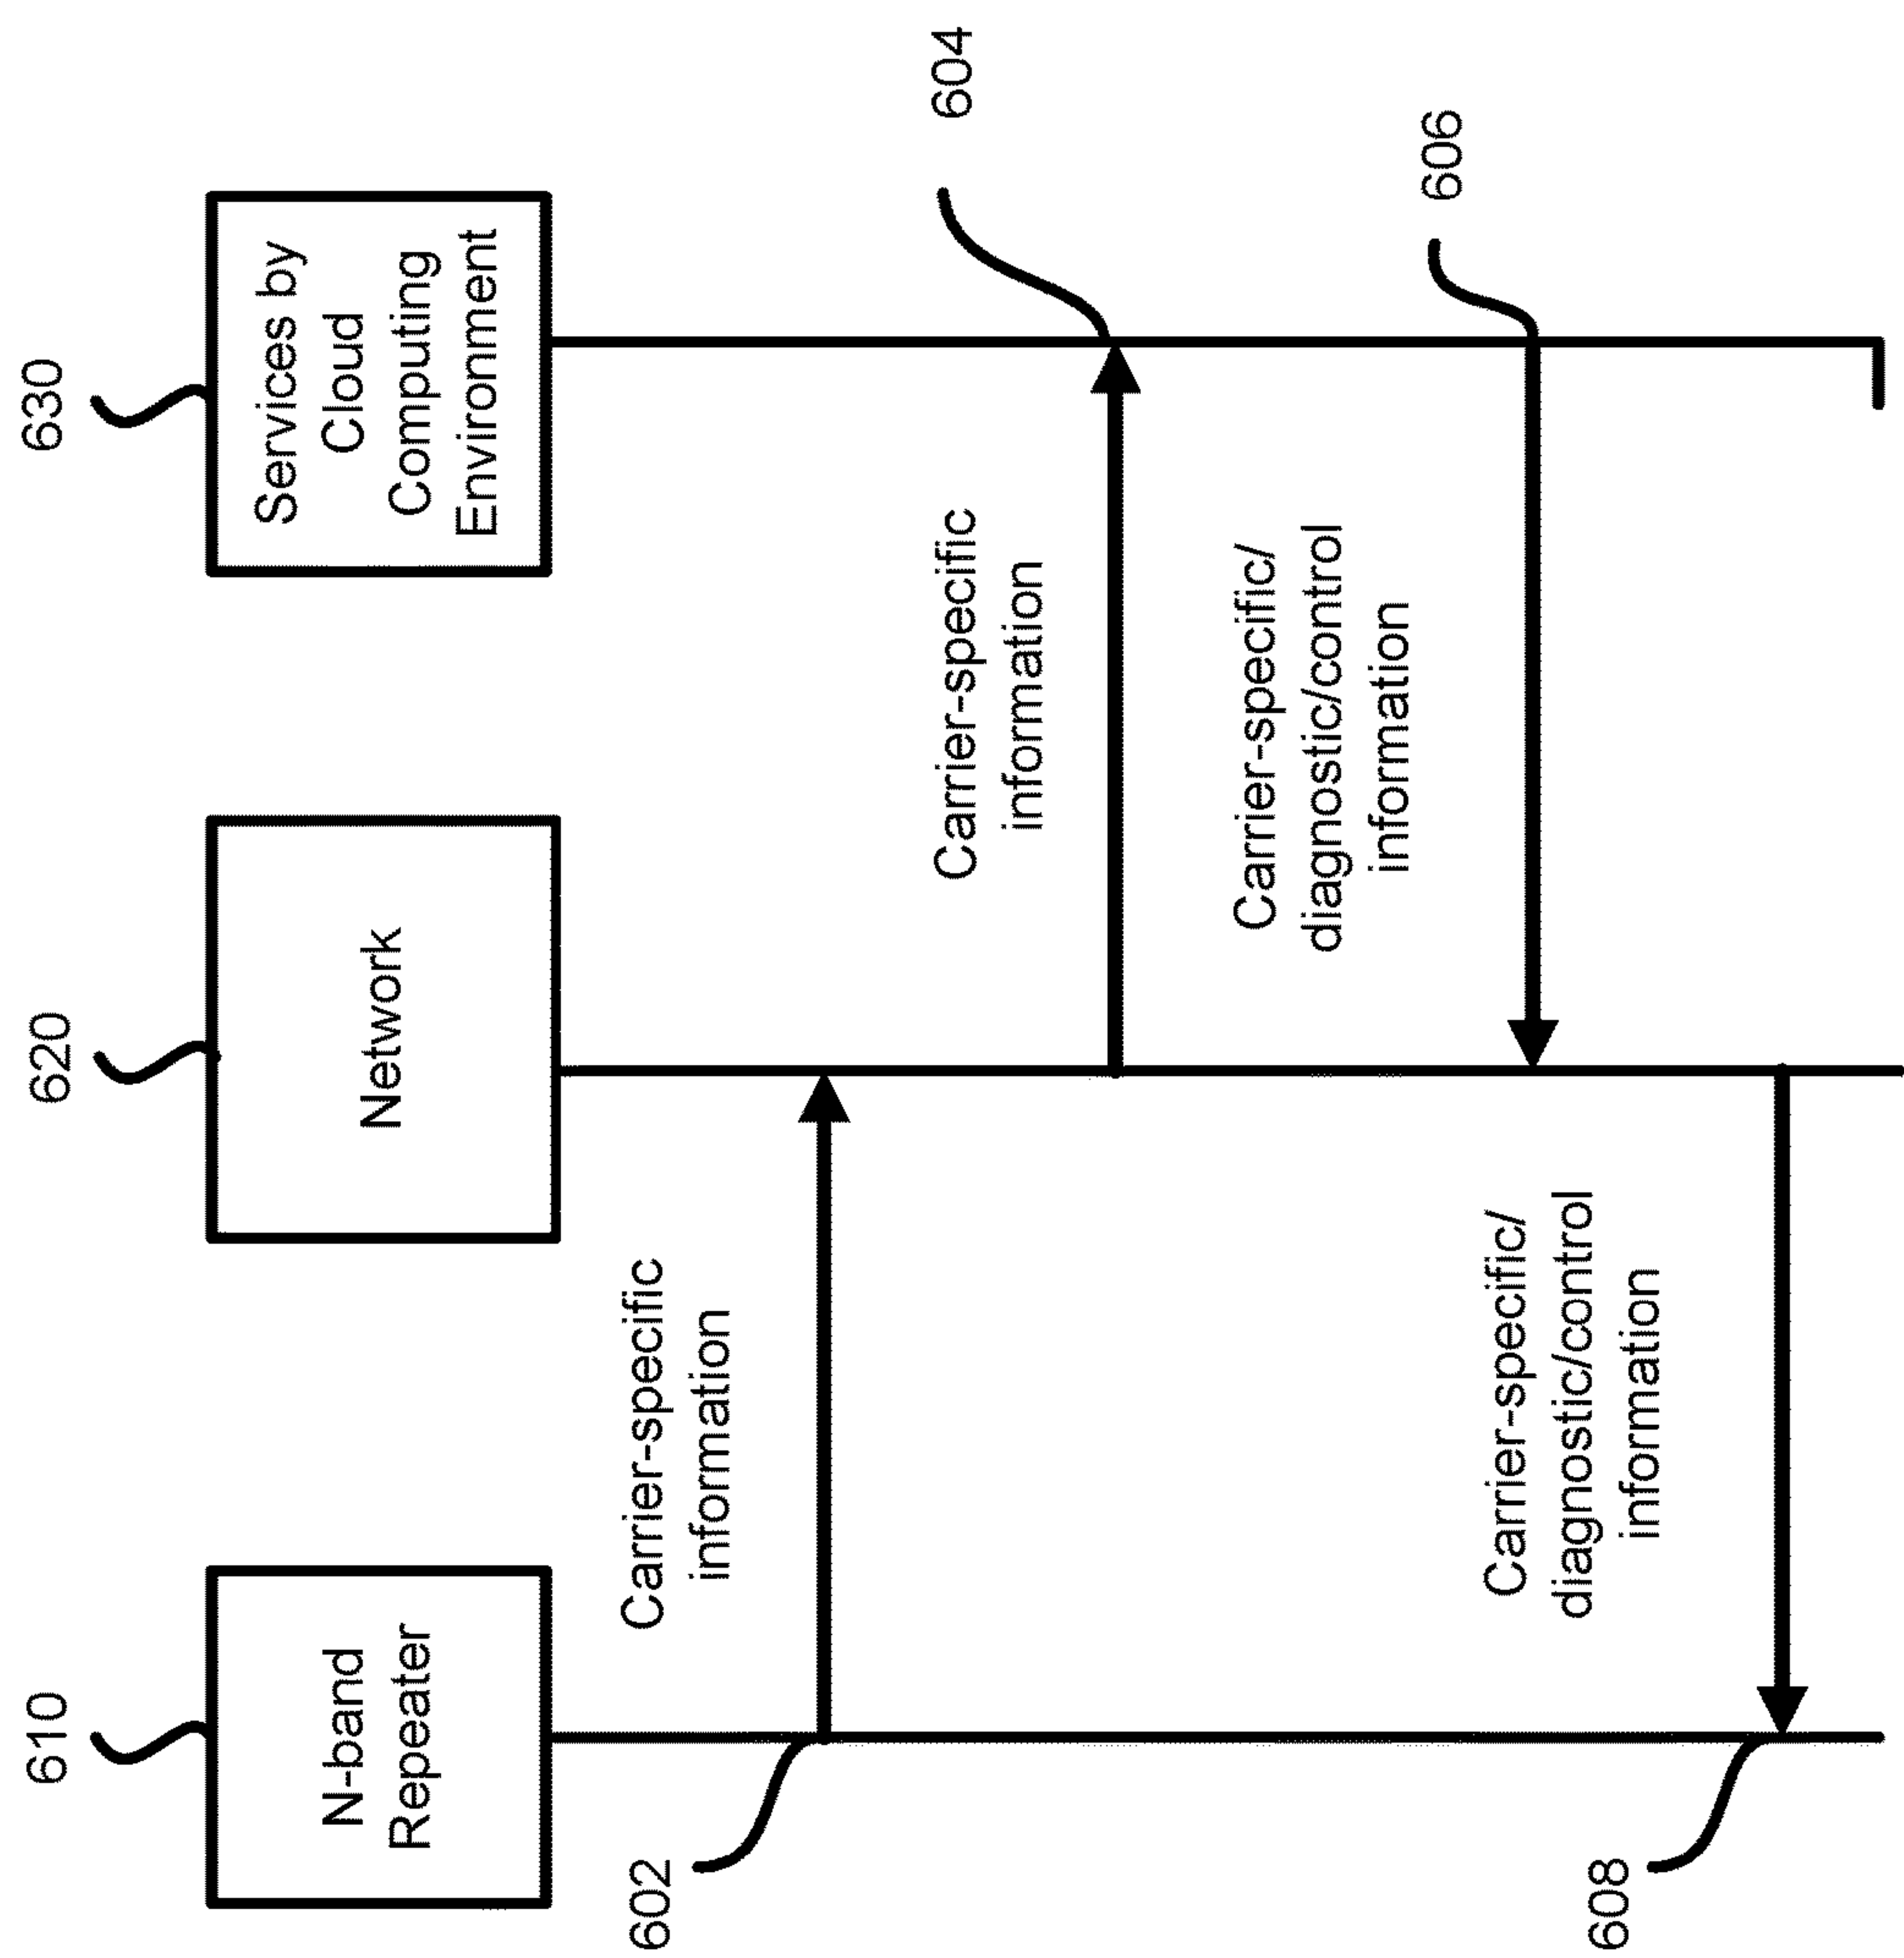 610
620
630
N-band
Repeater
Network
Services by
Cloud
Computing
Environment
602
Carrier-specific
information
604
Carrier-specific
information
606
Carrier-specific/
diagnostic/control
information
608
Carrier-specific/
diagnostic/control
information